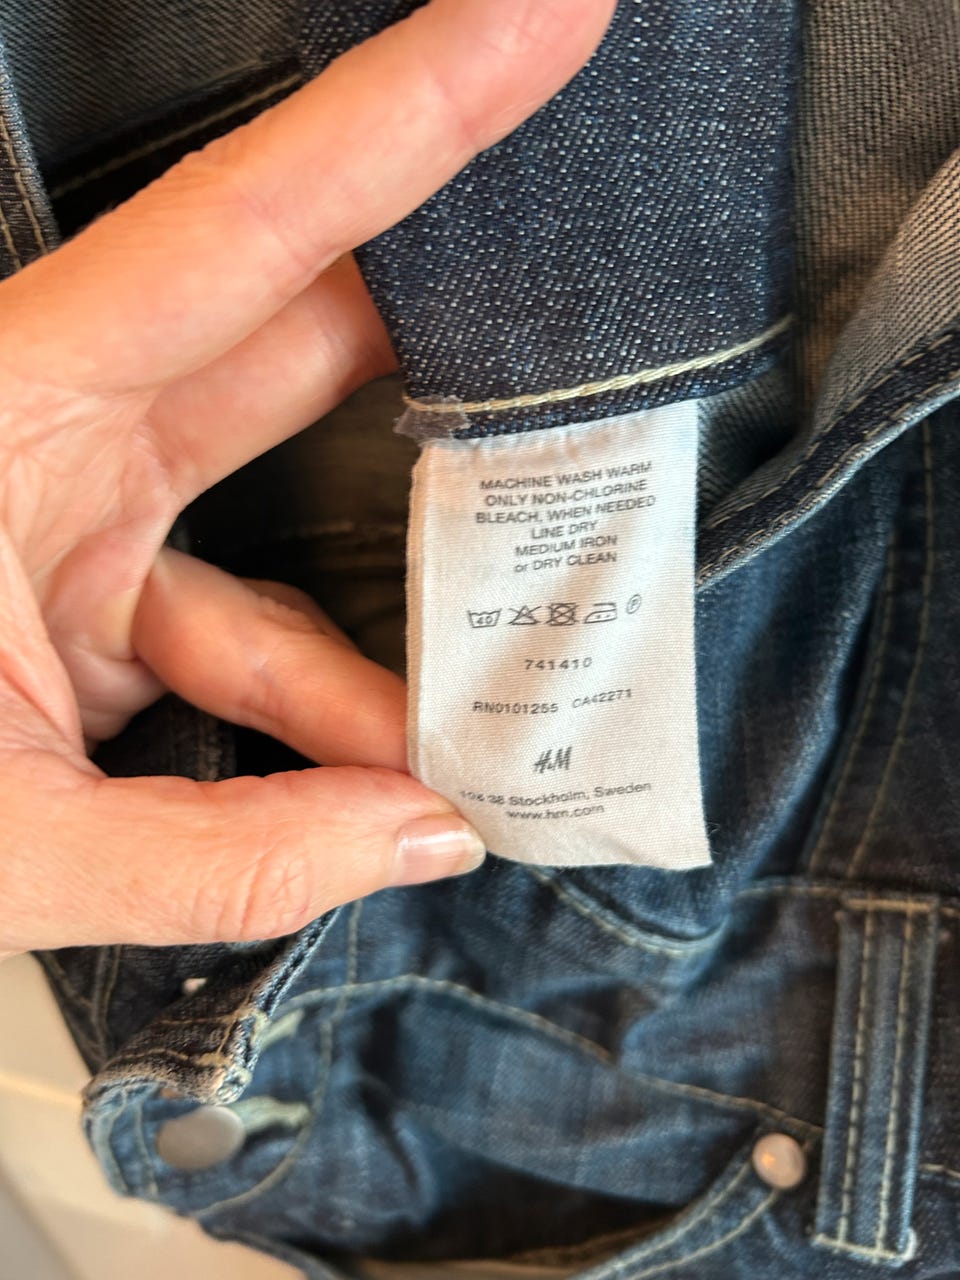 MACHINE WASH WARM
ONLY NON-CHLORINE
BLEACH, WHEN NEEDED
LINE DRY
MEDIUM IRON
or DRY CLEAN
40 P
741410
RN0101255 CA42271
H&M
38 Stockholm, Sweden
www.hm.com